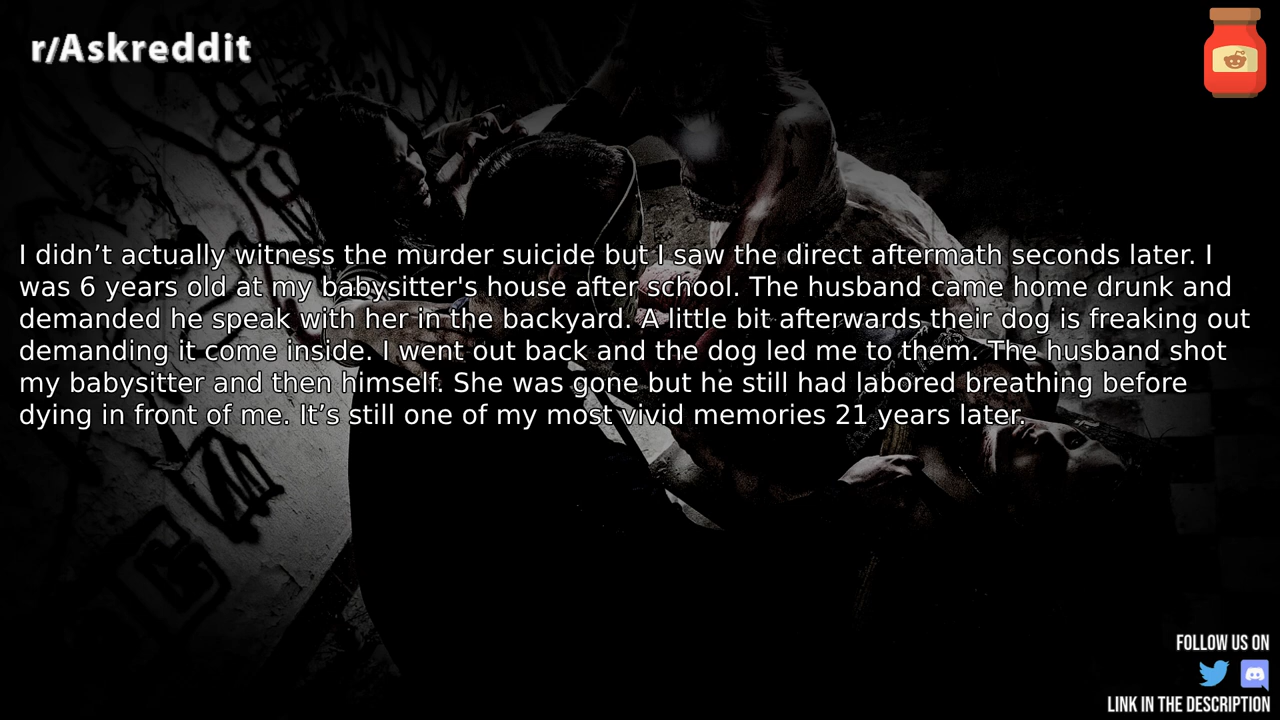 r/Askreddit
I didn’t actually witness the murder suicide but I saw the direct aftermath seconds later. I
was 6 years old at my babysitter's house after school. The husband came home drunk and
demanded he speak with her in the backyard. A little bit afterwards their dog is freaking out
demanding it come inside. I went out back and the dog led me to them. The husband shot
my babysitter and then himself. She was gone but he still had labored breathing before
dying in front of me. It’s still one of my most vivid memories 21 years later.
FOLLOW US ON
LINK IN THE DESCRIPTION